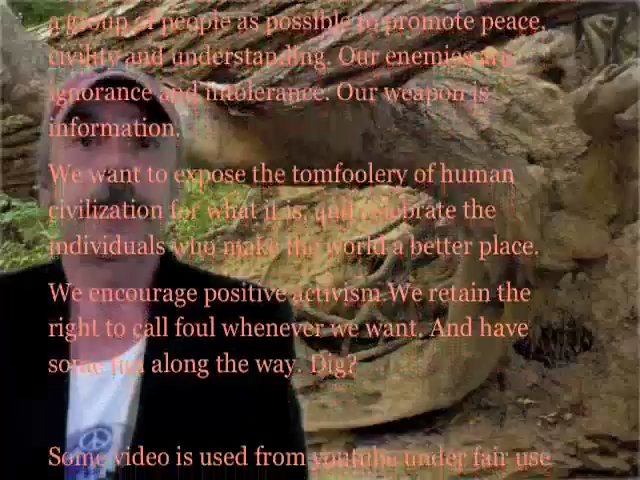 a group of people as possible to promote peace,
civility and understanding. Our enemies are
ignorance and intolerance. Our weapon is
information.
We want to expose the tomfoolery of human
civilization for what it is, and celebrate the
individuals who make the world a better place.
We encourage positive activism.We retain the
right to call foul whenever we want. And have
some fun along the way. Dig?
Some video is used from youtube under fair use